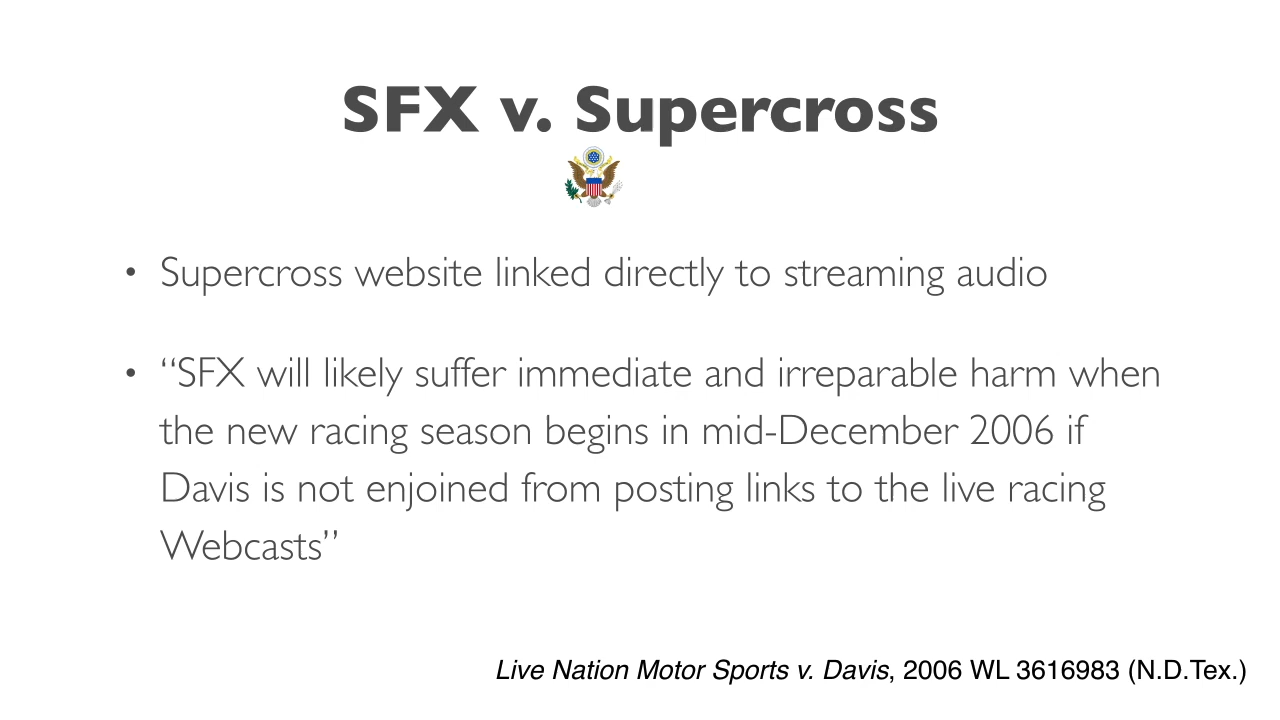 SFX v. Supercross
• Supercross website linked directly to streaming audio
• “SFX will likely suffer immediate and irreparable harm when
the new racing season begins in mid-December 2006 if
Davis is not enjoined from posting links to the live racing
Webcasts”
Live Nation Motor Sports v. Davis, 2006 WL 3616983 (N.D.Tex.)